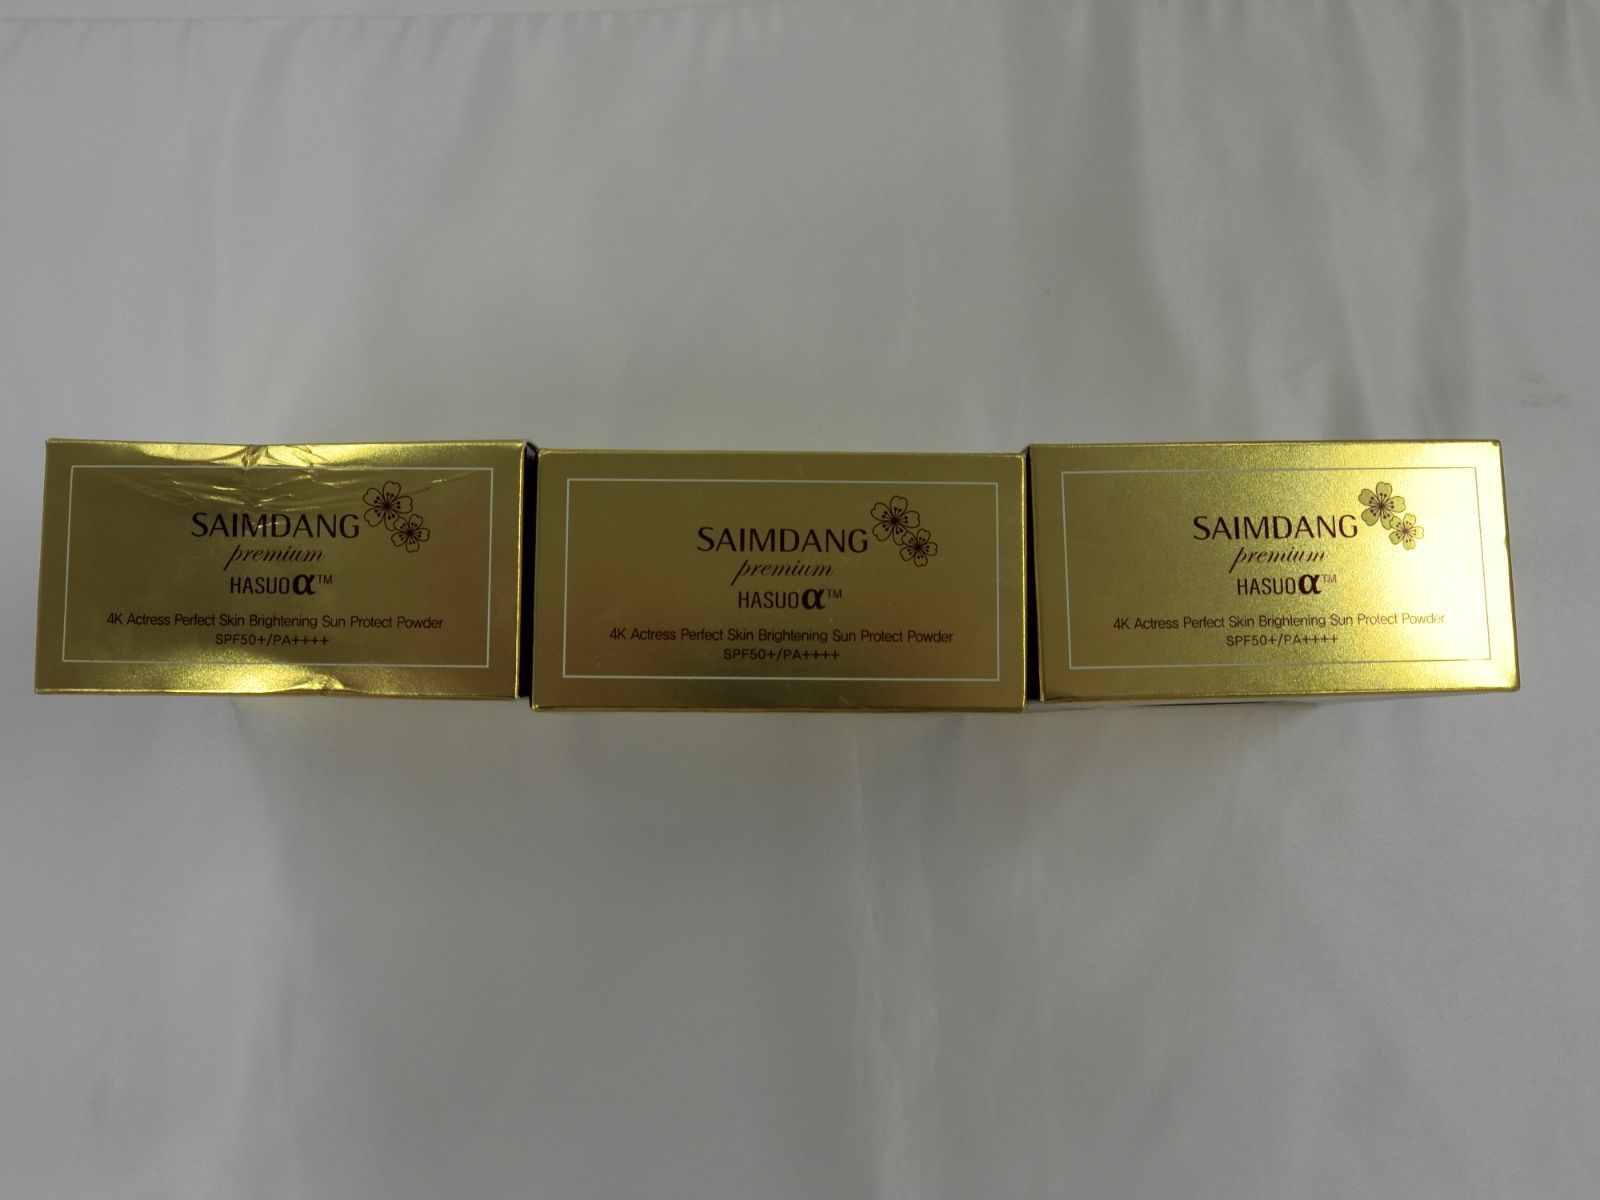 SAIMDANG
premium
HASUOα™
4K Actress Perfect Skin Brightening Sun Protect Powder
SPF50+/PA++++
SAIMDANG
premium
HASUOα™
4K Actress Perfect Skin Brightening Sun Protect Powder
SPF50+/PA++++
SAIMDANG
premium
HASUOα™
4K Actress Perfect Skin Brightening Sun Protect Powder
SPF50+/PA++++